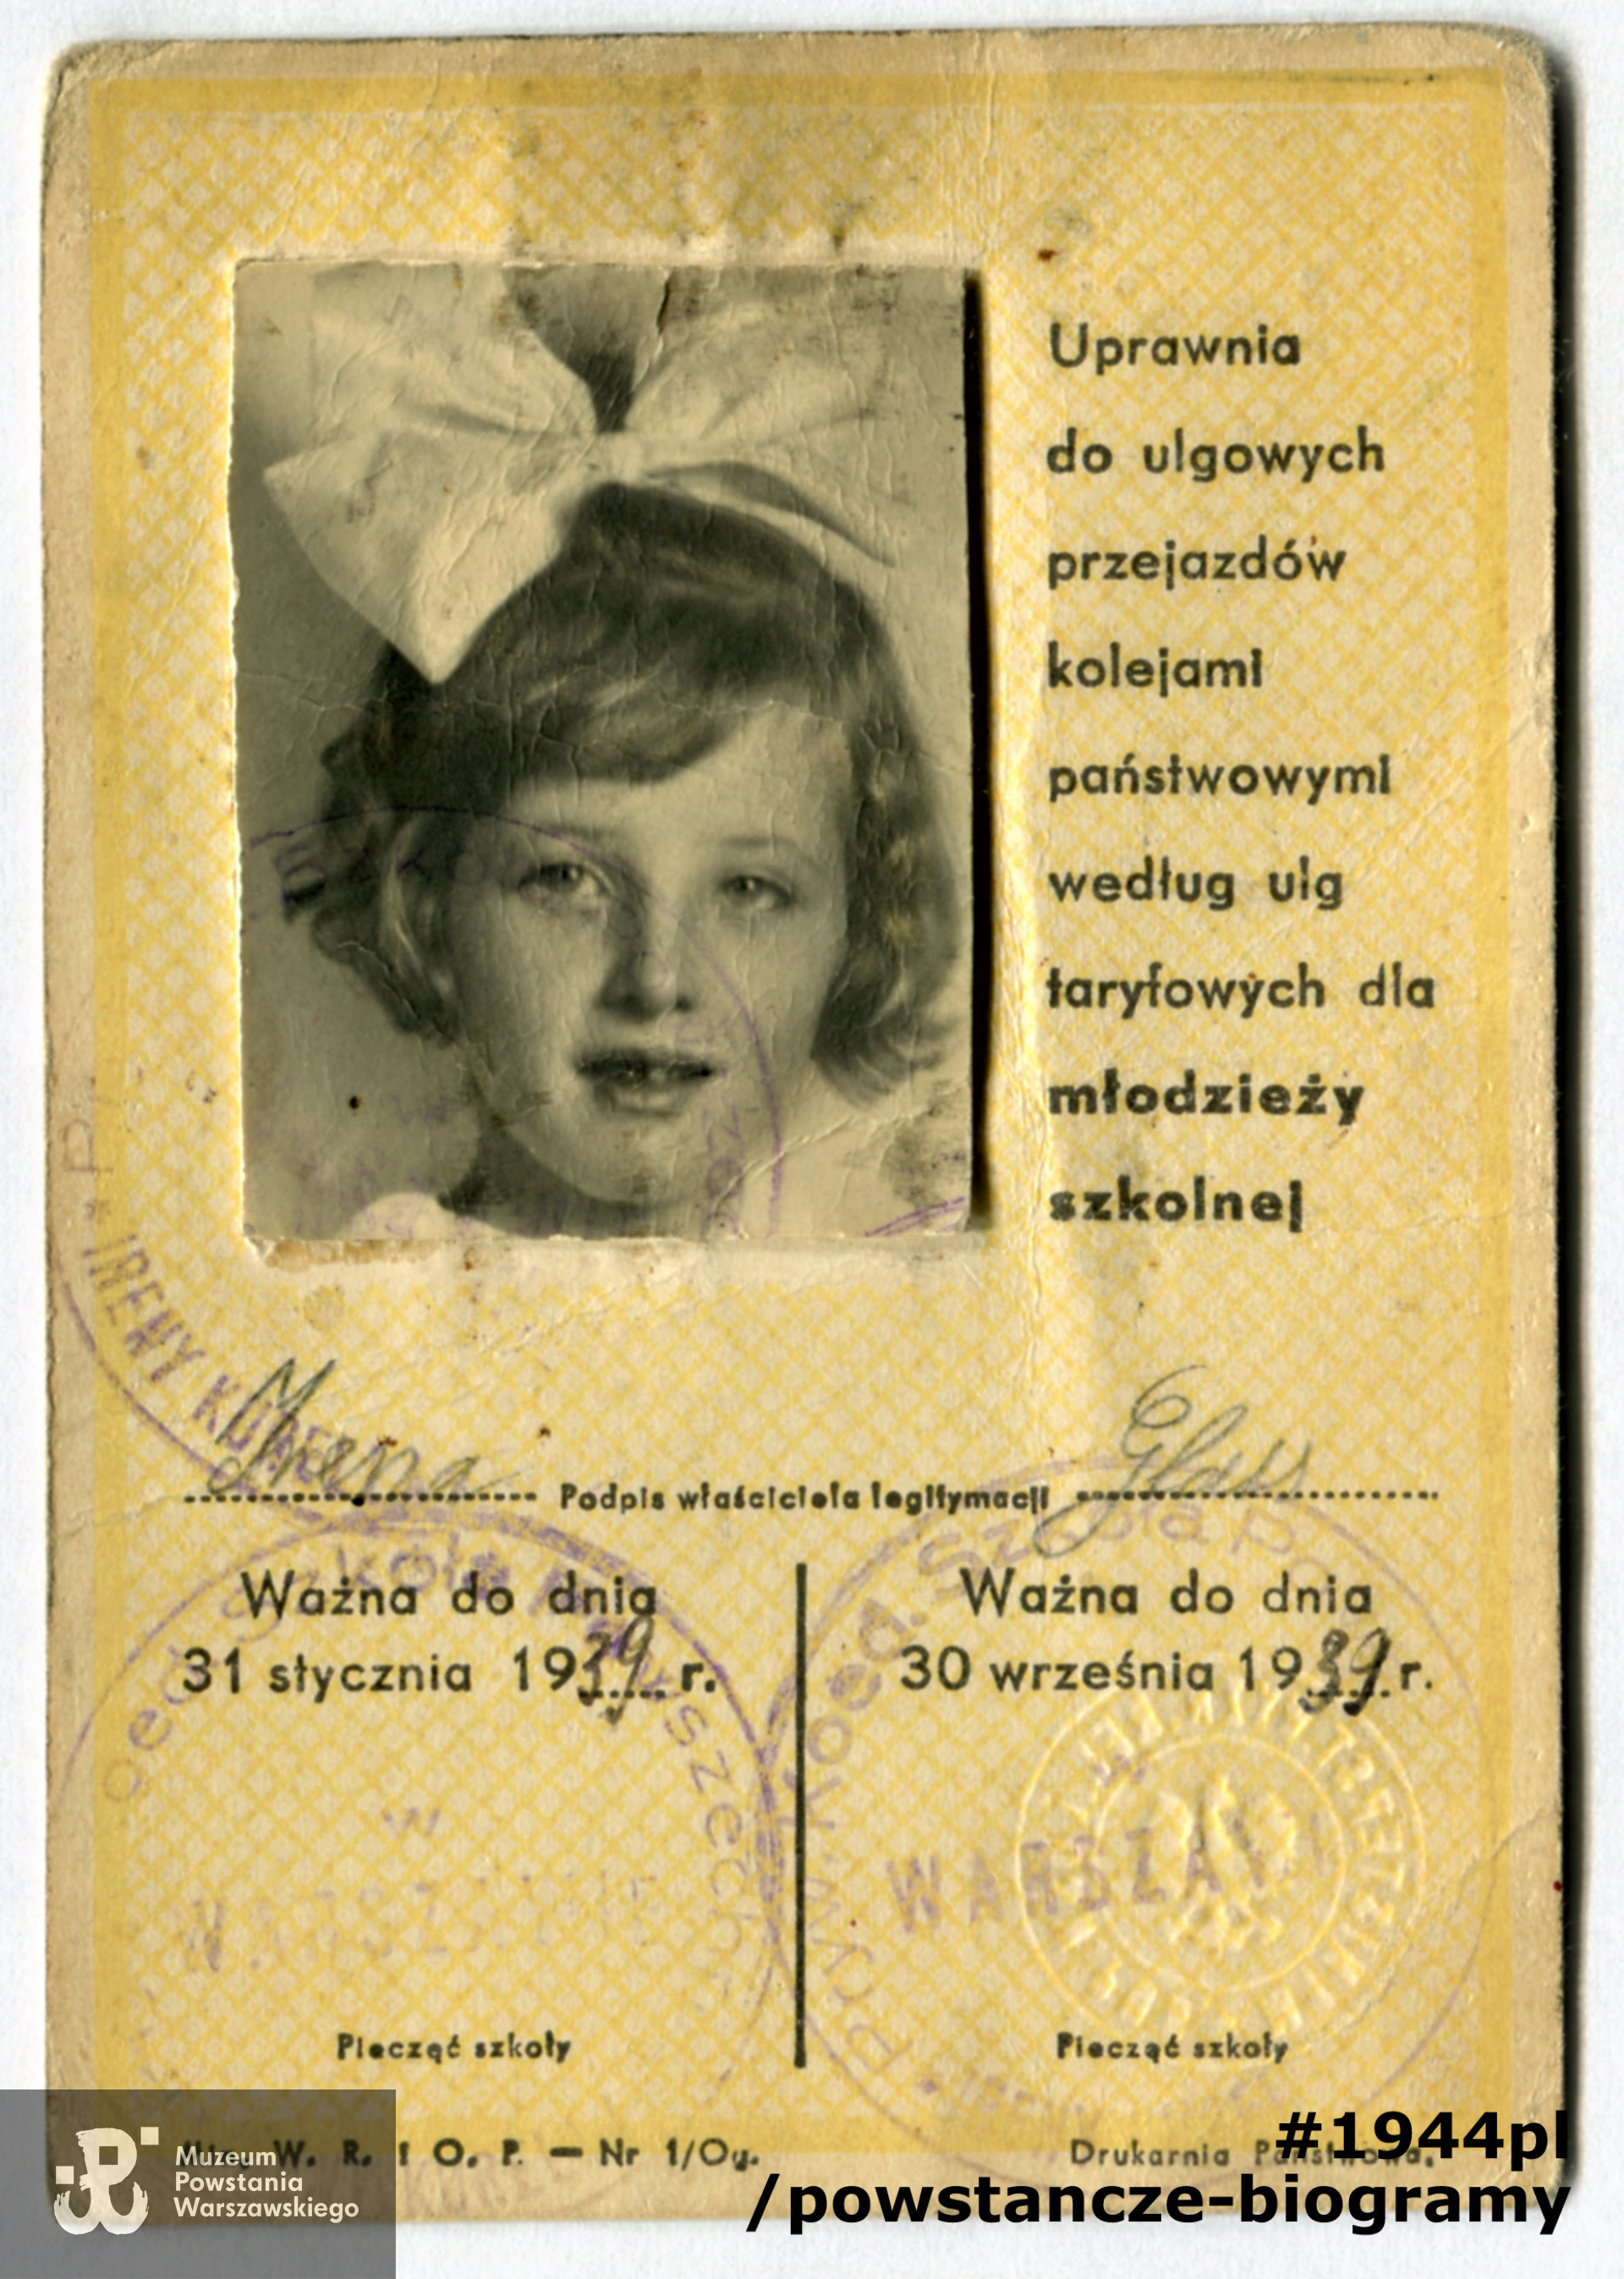 Uprawnia
do ulgowych
przejazdów
kolejami
państwowymi
według ulg
taryfowych dla
młodzieży
szkolnej
IRENY
Irena Podpis właściciela legitymacji Glass
Ważna do dnia
31 stycznia 1939 r.
Pieczęć szkoły
Ważna do dnia
30 września 1939 r.
WARSZAWA
Pieczęć szkoły
W. R. i O. P. — Nr 1/Og.
Drukarnia Państwowa.
Muzeum
Powstania
Warszawskiego
#1944pl
/powstancze-biogramy